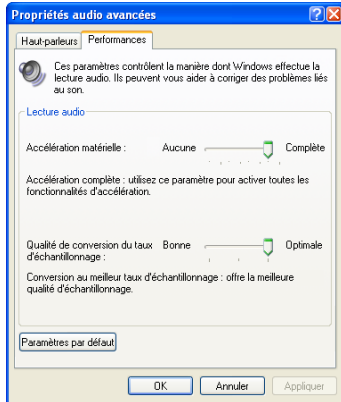 Propriétés audio avancées
Haut-parleurs Performances
Ces paramètres contrôlent la manière dont Windows effectue la
lecture audio. Ils peuvent vous aider à corriger des problèmes liés
au son.
Lecture audio
Accélération matérielle : Aucune Complète
Accélération complète : utilisez ce paramètre pour activer toutes les
fonctionnalités d'accélération.
Qualité de conversion du taux Bonne Optimale
d'échantillonnage :
Conversion au meilleur taux d'échantillonnage : offre la meilleure
qualité d'échantillonnage.
Paramètres par défaut
OK Annuler Appliquer